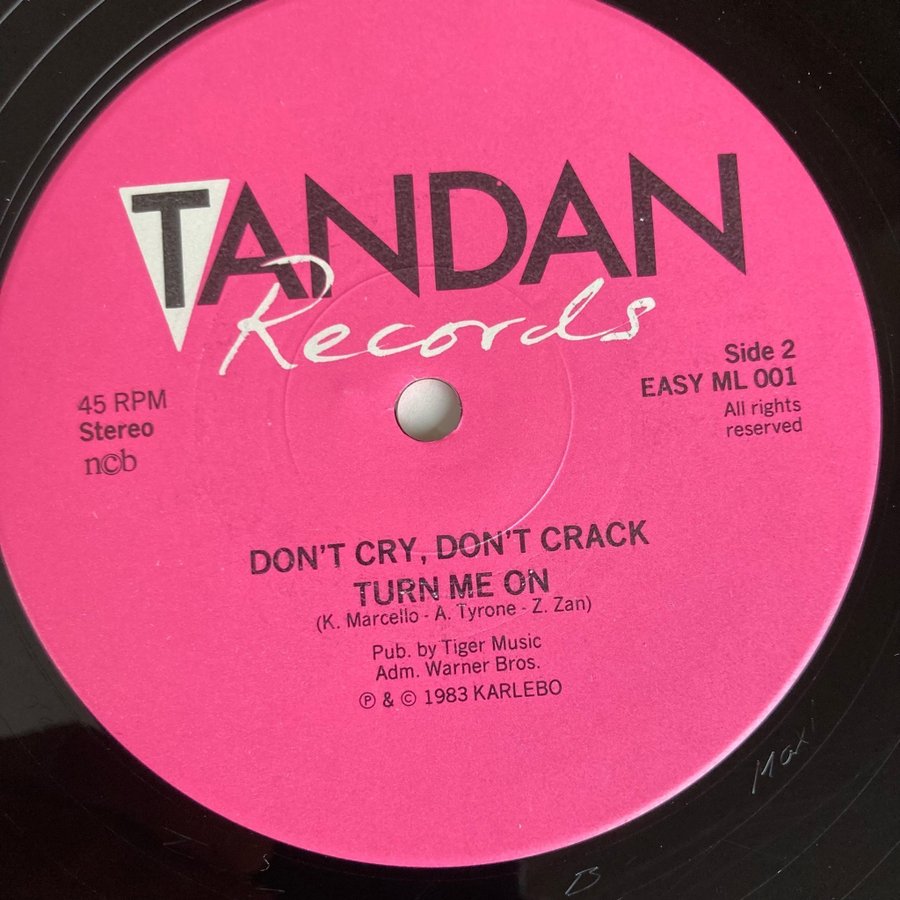 TANDAN
Records
Side 2
EASY ML 001
All rights
reserved
45 RPM
Stereo
n©b
DON'T CRY, DON'T CRACK
TURN ME ON
(K. Marcello - A. Tyrone - Z. Zan)
Pub. by Tiger Music
Adm. Warner Bros.
℗ & © 1983 KARLEBO
Maxi
B